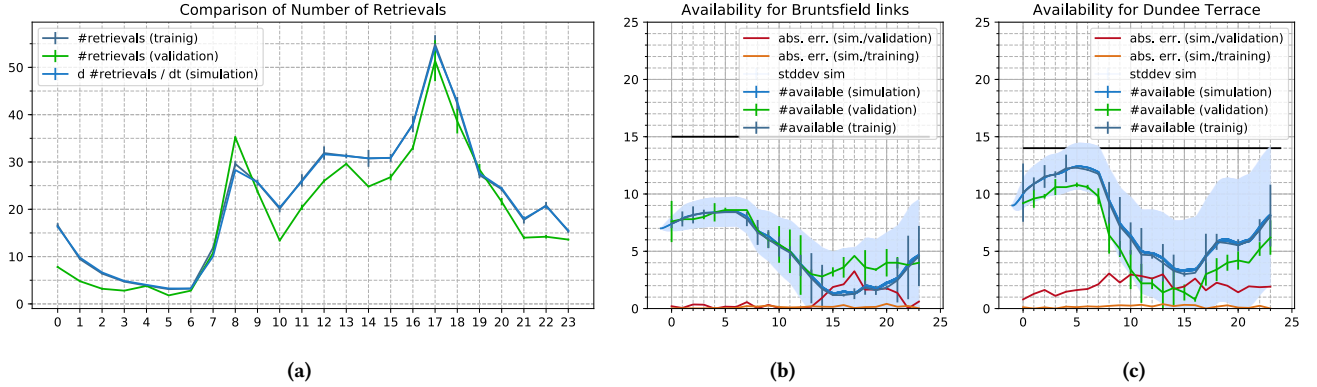 Comparison of Number of Retrievals
#retrievals (trainig)
#retrievals (validation)
d #retrievals / dt (simulation)
50
40
30
20
10
0
0 1 2 3 4 5 6 7 8 9 10 11 12 13 14 15 16 17 18 19 20 21 22 23
(a)
Availability for Bruntsfield links
abs. err. (sim./validation)
abs. err. (sim./training)
stddev sim
#available (simulation)
#available (validation)
#available (trainig)
25
20
15
10
5
0
0 5 10 15 20 25
(b)
Availability for Dundee Terrace
abs. err. (sim./validation)
abs. err. (sim./training)
stddev sim
#available (simulation)
#available (validation)
#available (trainig)
25
20
15
10
5
0
0 5 10 15 20 25
(c)